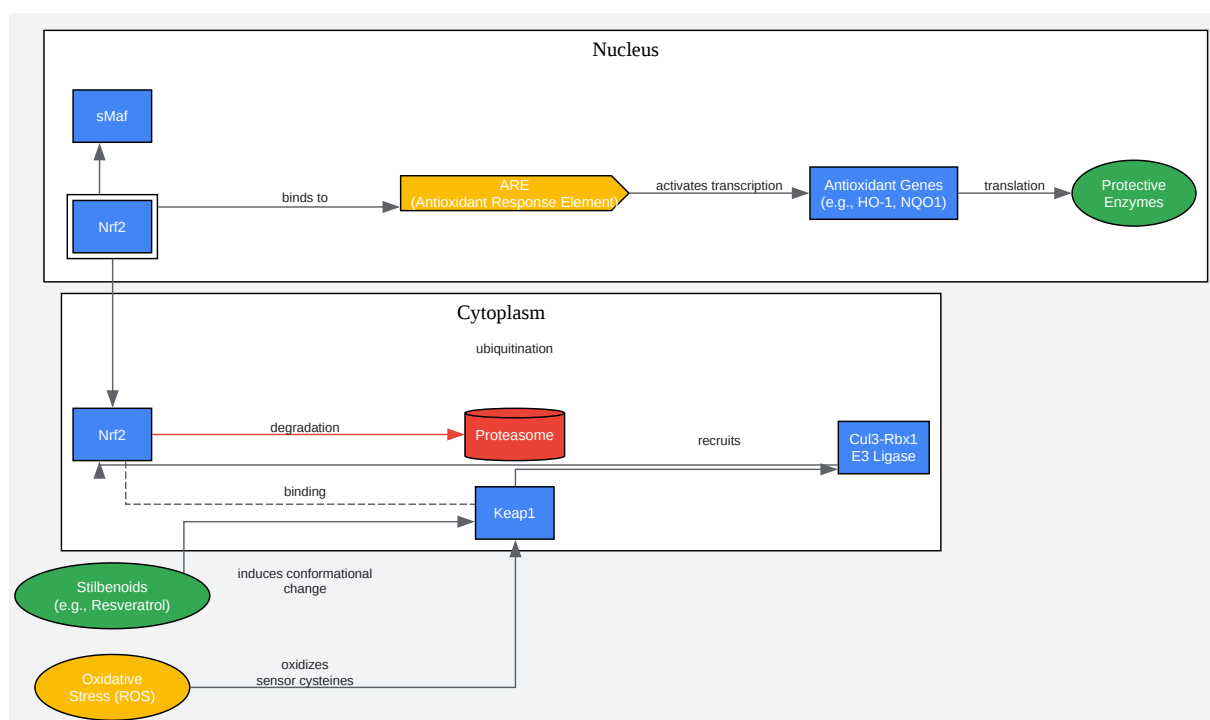 Nucleus
sMaf
Nrf2
binds to
ARE
(Antioxidant Response Element)
activates transcription
Antioxidant Genes
(e.g., HO-1, NQO1)
translation
Protective
Enzymes
Cytoplasm
ubiquitination
Nrf2
degradation
Proteasome
recruits
Cul3-Rbx1
E3 Ligase
binding
Keap1
Stilbenoids
(e.g., Resveratrol)
induces conformational
change
Oxidative
Stress (ROS)
oxidizes
sensor cysteines